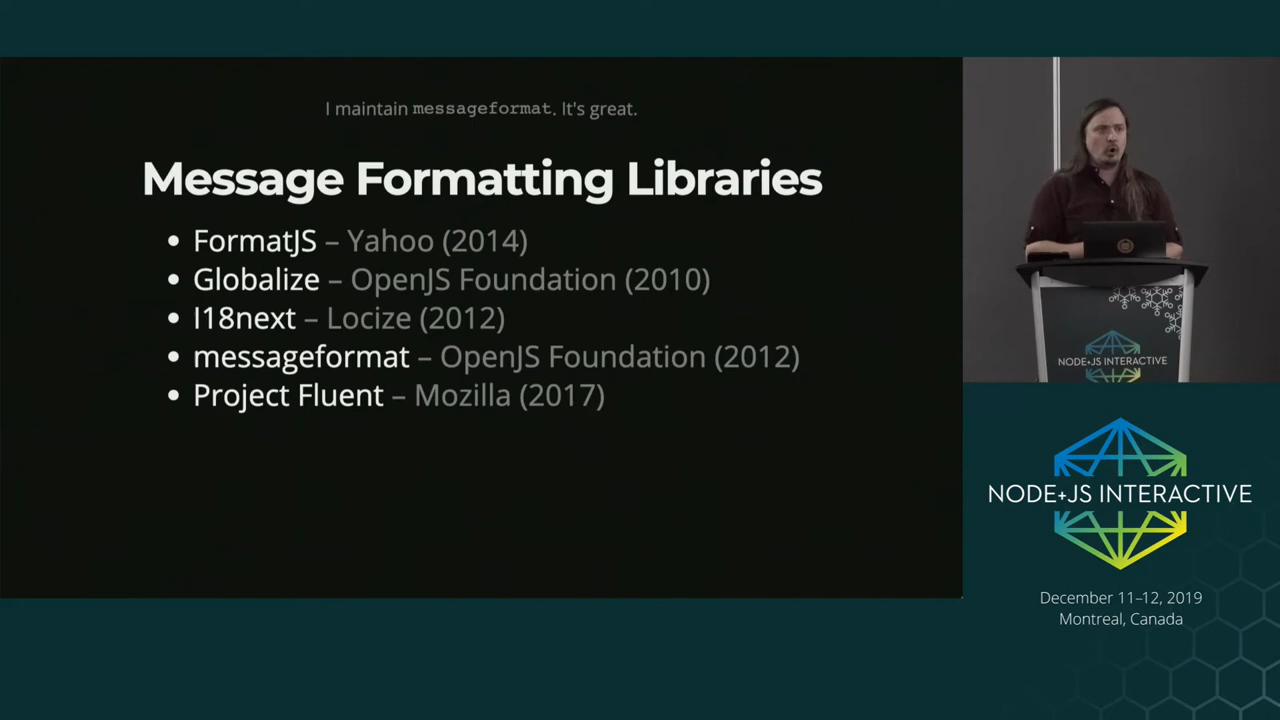 I maintain messageformat. It's great.
Message Formatting Libraries
• FormatJS – Yahoo (2014)
• Globalize – OpenJS Foundation (2010)
• I18next – Locize (2012)
• messageformat – OpenJS Foundation (2012)
• Project Fluent – Mozilla (2017)
NODE+JS INTERACTIVE
NODE+JS INTERACTIVE
December 11–12, 2019
Montreal, Canada